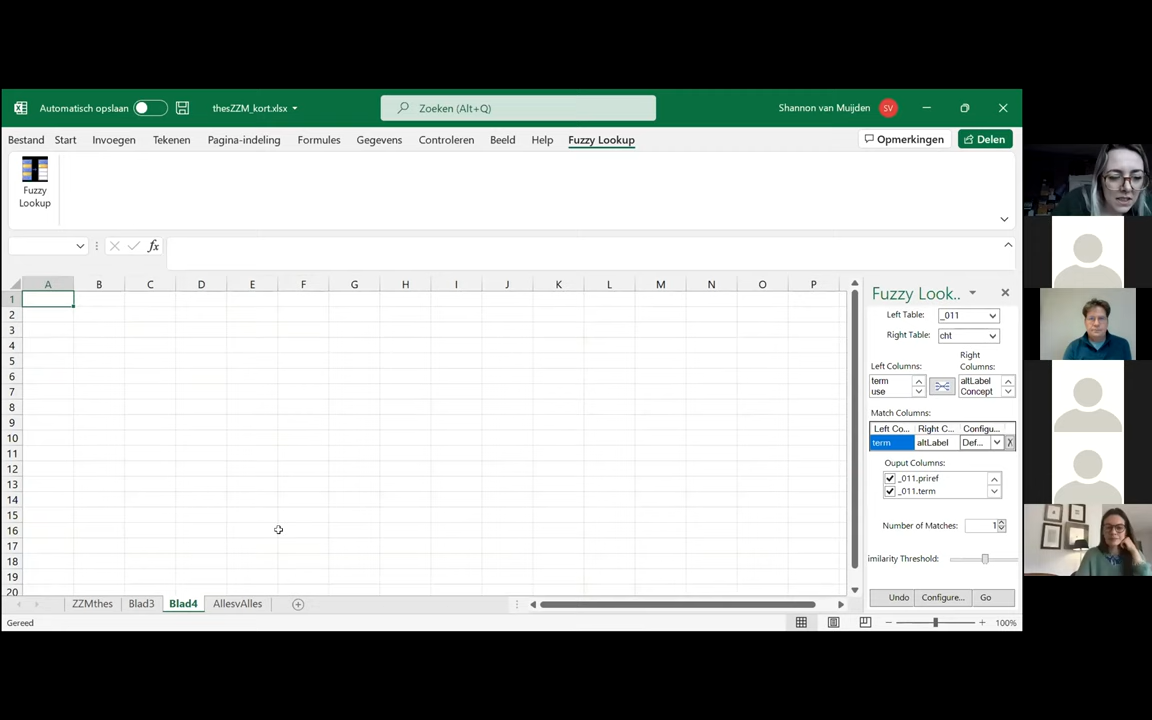 Automatisch opslaan thesZZM_kort.xlsx Zoeken (Alt+Q) Shannon van Muijden SV
Bestand Start Invoegen Tekenen Pagina-indeling Formules Gegevens Controleren Beeld Help Fuzzy Lookup Opmerkingen Delen
Fuzzy
Lookup
fx
A B C D E F G H I J K L M N O P
Fuzzy Look..
1
2
3
4
5
6
7
8
9
10
11
12
13
14
15
16
17
18
19
20
Left Table: _011
Right Table: cht
Left Columns: Right
Columns:
term altLabel
use Concept
Match Columns:
Left Co... Right C... Configu...
term altLabel Def... X
Ouput Columns:
_011.priref
_011.term
Number of Matches: 1
imilarity Threshold:
Undo Configure... Go
ZZMthes Blad3 Blad4 AllesvAlles
Gereed 100%